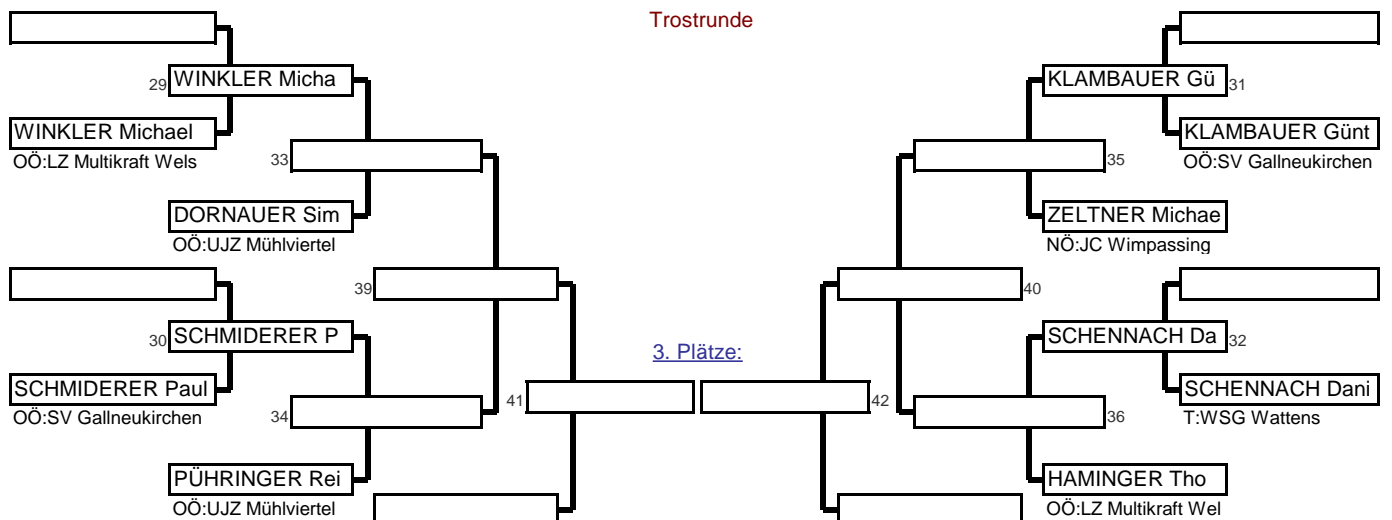 Trostrunde
29 WINKLER Micha
KLAMBAUER Gü 31
WINKLER Michael
KLAMBAUER Günt
OÖ:LZ Multikraft Wels
33
35
OÖ:SV Gallneukirchen
DORNAUER Sim
ZELTNER Michae
OÖ:UJZ Mühlviertel
NÖ:JC Wimpassing
39
40
30 SCHMIDERER P
SCHENNACH Da 32
3. Plätze:
SCHMIDERER Paul
SCHENNACH Dani
OÖ:SV Gallneukirchen
34
41
42
36
T:WSG Wattens
PÜHRINGER Rei
HAMINGER Tho
OÖ:UJZ Mühlviertel
OÖ:LZ Multikraft Wel